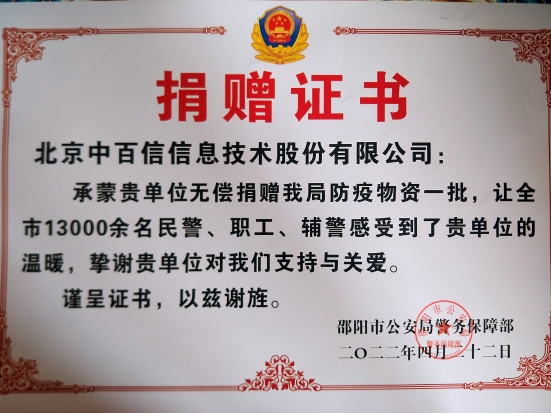 捐赠证书
北京中百信信息技术股份有限公司：
承蒙贵单位无偿捐赠我局防疫物资一批，让全
市13000余名民警、职工、辅警感受到了贵单位的
温暖，挚谢贵单位对我们支持与关爱。
谨呈证书，以兹谢旌。
邵阳市公安局警务保障部
二〇二二年四月二十二日